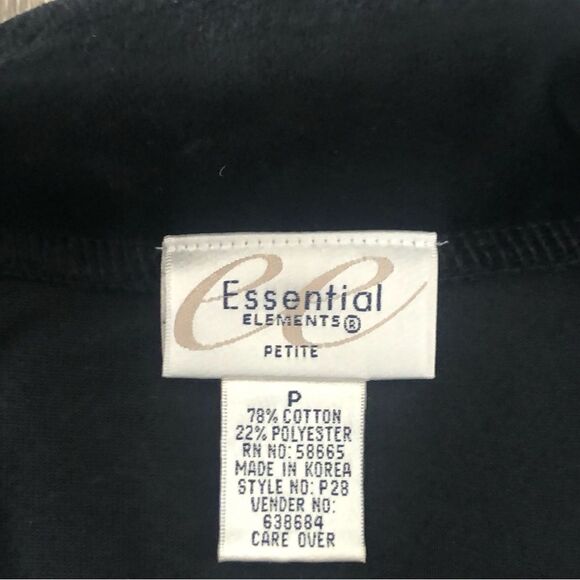 Essential
ELEMENTS®
PETITE
P
78% COTTON
22% POLYESTER
RN NO: 58665
MADE IN KOREA
STYLE NO: P28
VENDER NO:
638684
CARE OVER